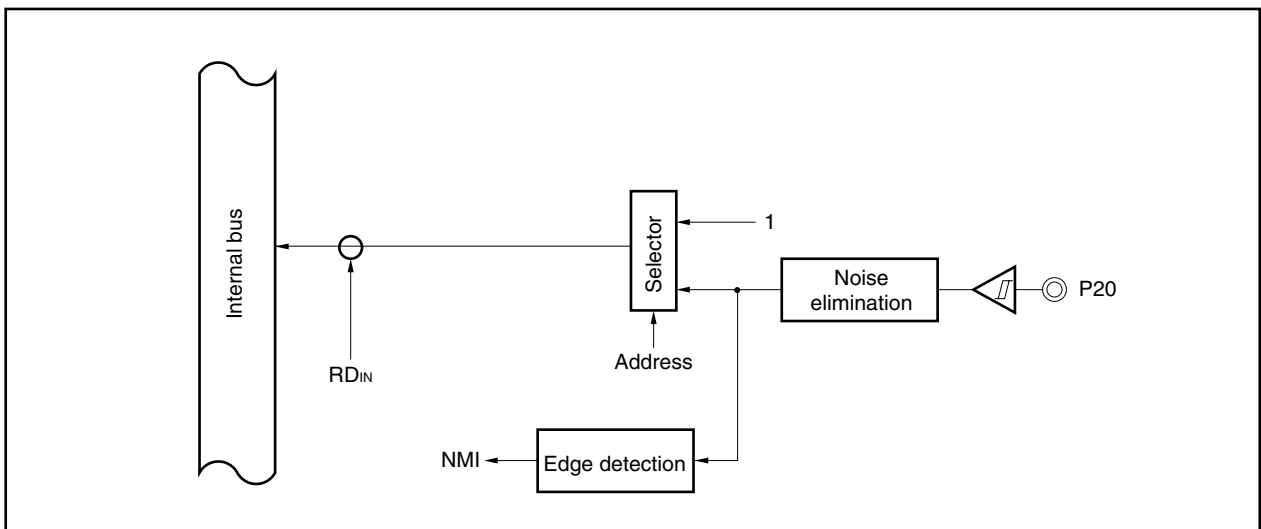 Internal bus
Selector
1
Noise
elimination
P20
Address
RDIN
NMI
Edge detection